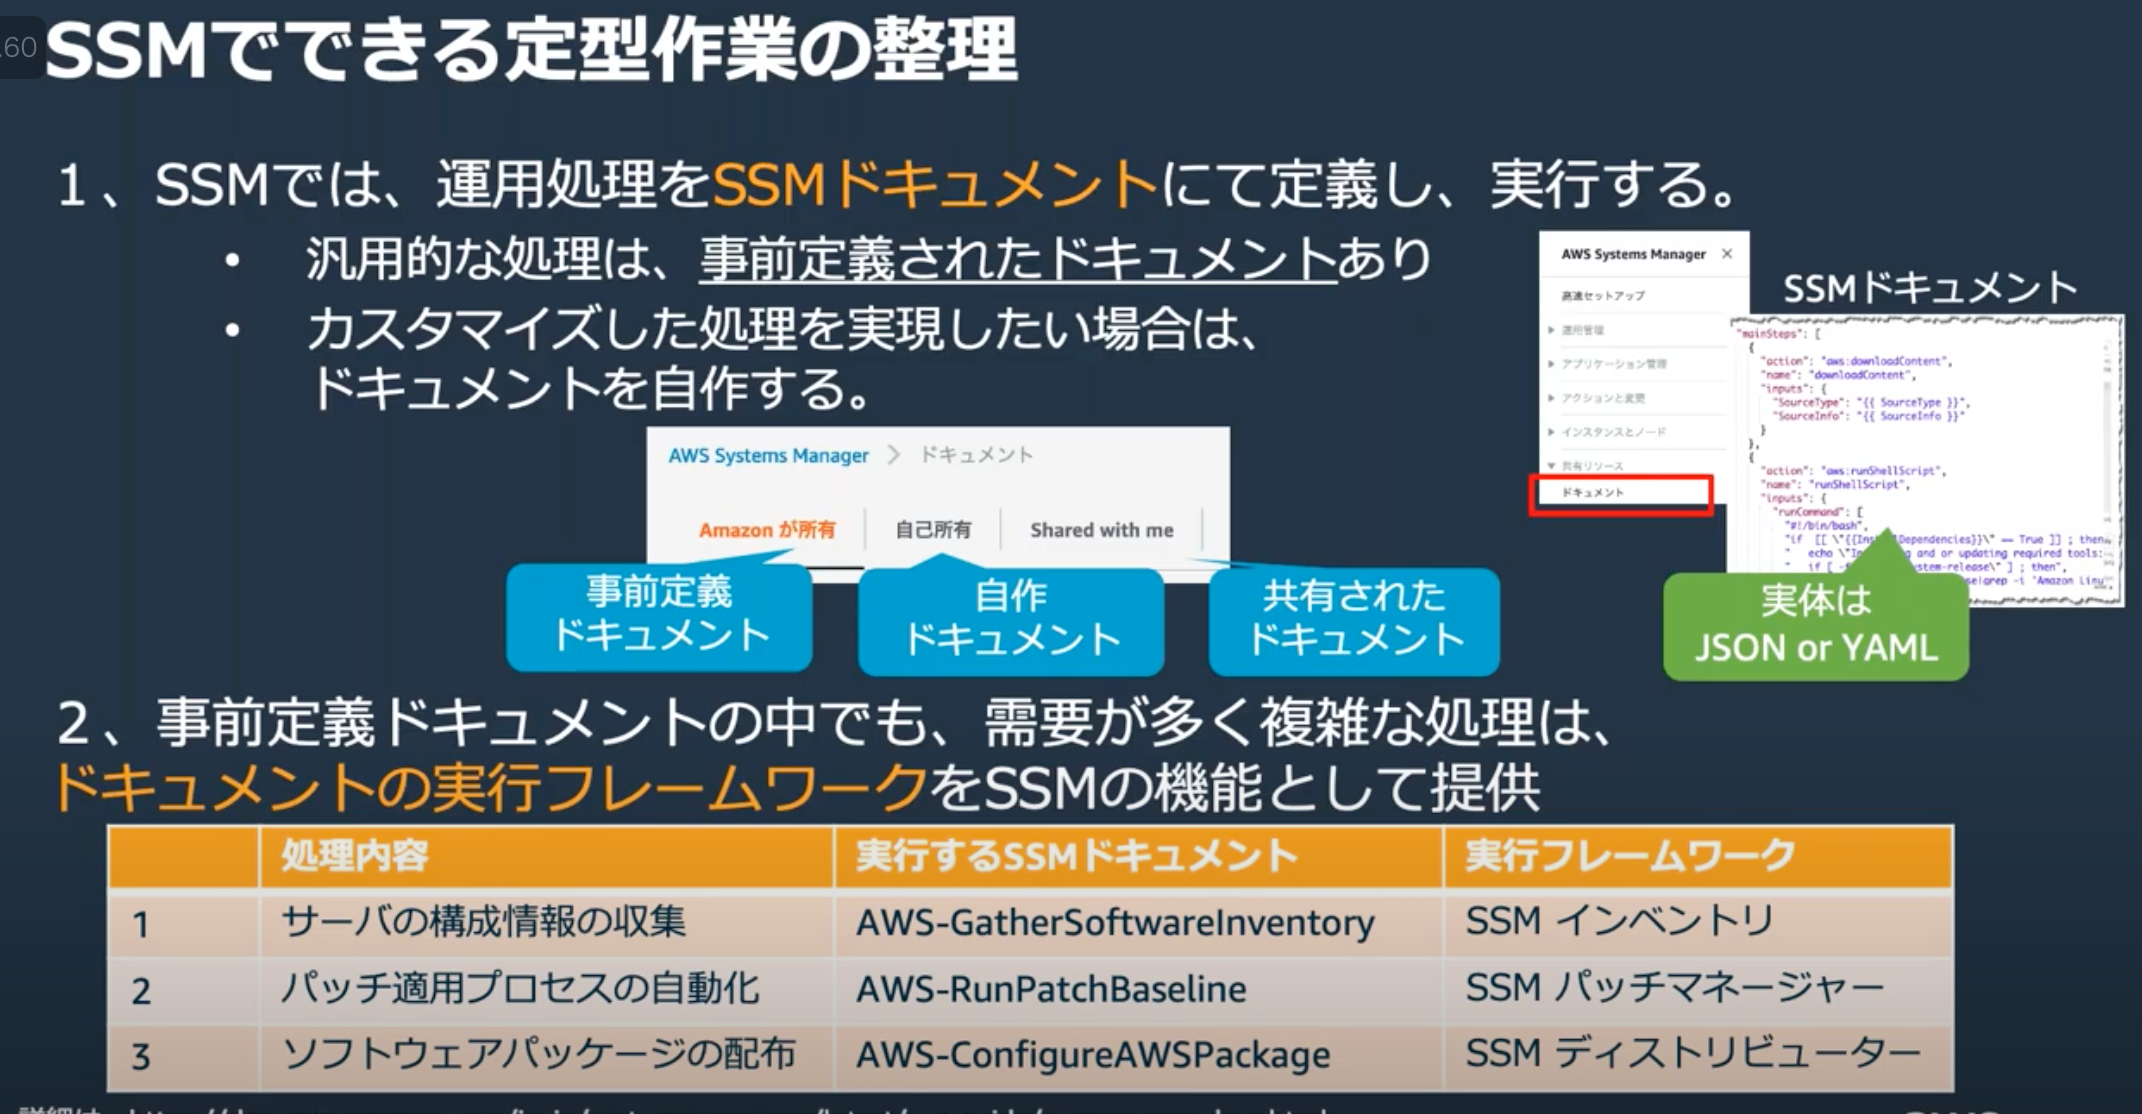 60
SSMでできる定型作業の整理
1、SSMでは、運用処理をSSMドキュメントにて定義し、実行する。
• 汎用的な処理は、事前定義されたドキュメントあり
• カスタマイズした処理を実現したい場合は、
ドキュメントを自作する。
AWS Systems Manager ×
高速セットアップ
運用管理
アプリケーション管理
アクションと変更
インスタンスとノード
共有リソース
ドキュメント
SSMドキュメント
"mainSteps": [
{
"action": "aws:downloadContent",
"name": "downloadContent",
"inputs": {
"SourceType": "{{ SourceType }}",
"SourceInfo": "{{ SourceInfo }}"
}
},
{
"action": "aws:runShellScript",
"name": "runShellScript",
"inputs": {
"runCommand": [
"#!/bin/bash",
"if [[ \"{{Ins Dependencies}}\" == True ]] ; then
echo \"In g and or updating required tools:
if [ - stem-release\" ] ; then",
grep -i 'Amazon Linu
実体は
JSON or YAML
AWS Systems Manager > ドキュメント
Amazon が所有 自己所有 Shared with me
事前定義
ドキュメント
自作
ドキュメント
共有された
ドキュメント
2、事前定義ドキュメントの中でも、需要が多く複雑な処理は、
ドキュメントの実行フレームワークをSSMの機能として提供
処理内容 実行するSSMドキュメント 実行フレームワーク
1 サーバの構成情報の収集 AWS-GatherSoftwareInventory SSM インベントリ
2 パッチ適用プロセスの自動化 AWS-RunPatchBaseline SSM パッチマネージャー
3 ソフトウェアパッケージの配布 AWS-ConfigureAWSPackage SSM ディストリビューター